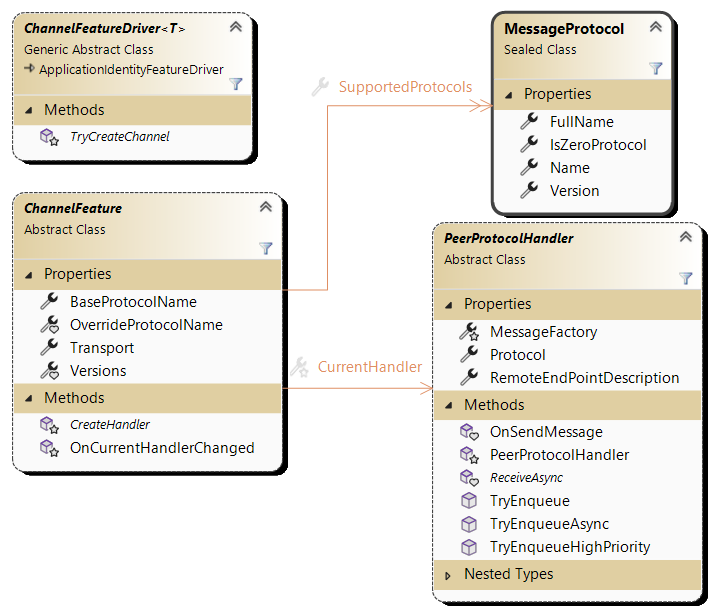 ChannelFeatureDriver<T>
Generic Abstract Class
ApplicationIdentityFeatureDriver
Methods
TryCreateChannel
MessageProtocol
Sealed Class
Properties
FullName
IsZeroProtocol
Name
Version
SupportedProtocols
ChannelFeature
Abstract Class
Properties
BaseProtocolName
OverrideProtocolName
Transport
Versions
Methods
CreateHandler
OnCurrentHandlerChanged
CurrentHandler
PeerProtocolHandler
Abstract Class
Properties
MessageFactory
Protocol
RemoteEndPointDescription
Methods
OnSendMessage
PeerProtocolHandler
ReceiveAsync
TryEnqueue
TryEnqueueAsync
TryEnqueueHighPriority
Nested Types